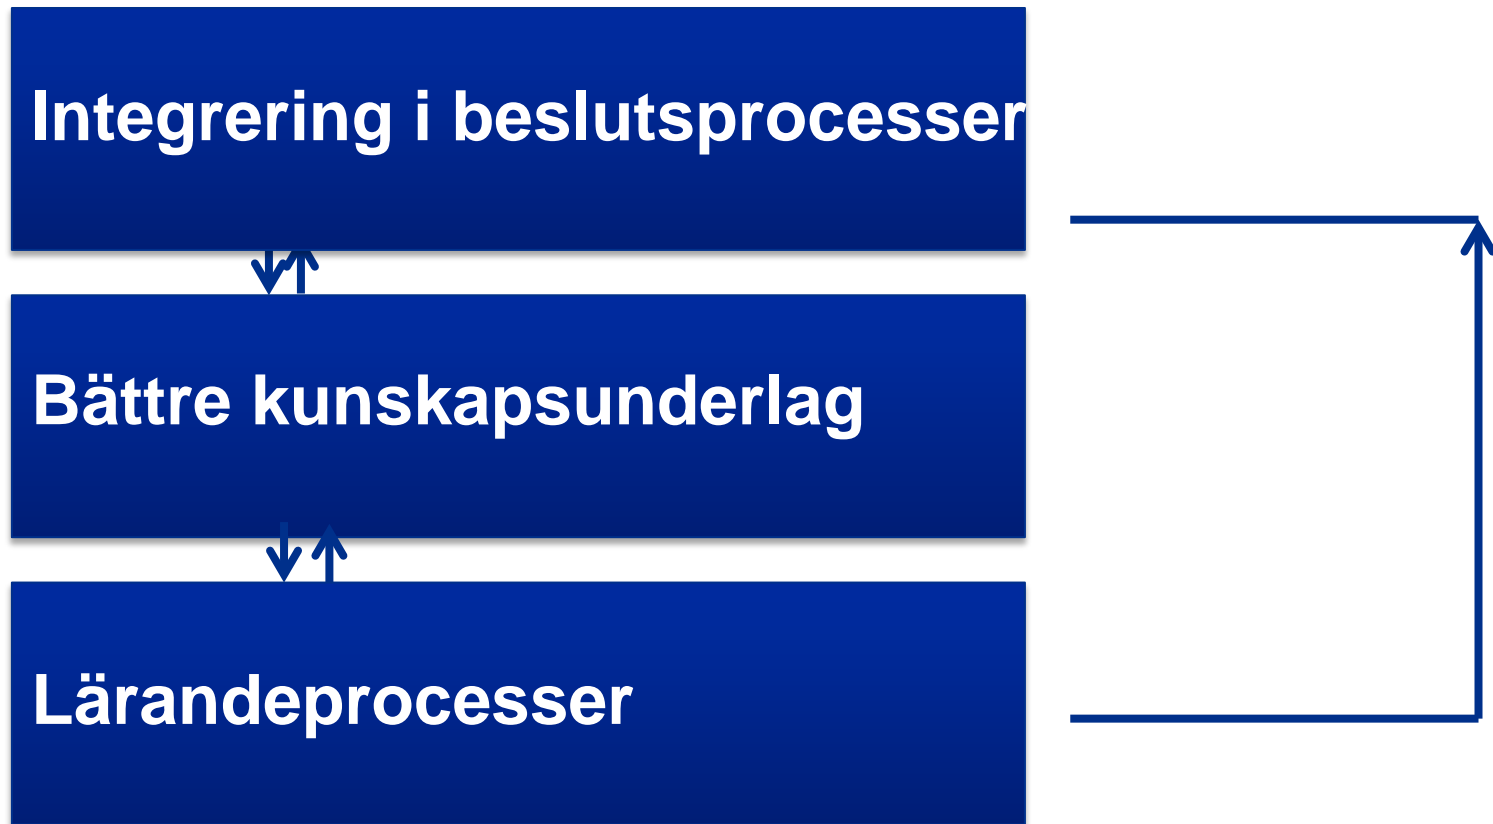 Integrering i beslutsprocesser
Bättre kunskapsunderlag
Lärandeprocesser